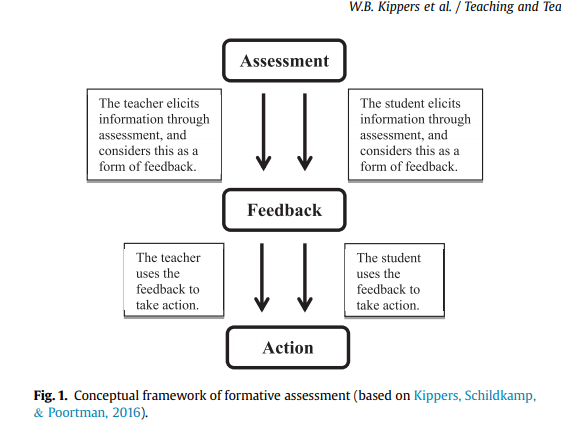 W.B. Kippers et al. / Teaching and Tea
Assessment
The teacher elicits
information through
assessment, and
considers this as a
form of feedback.
The student elicits
information through
assessment, and
considers this as a
form of feedback.
Feedback
The teacher
uses the
feedback to
take action.
The student
uses the
feedback to
take action.
Action
Fig. 1. Conceptual framework of formative assessment (based on Kippers, Schildkamp,
& Poortman, 2016).